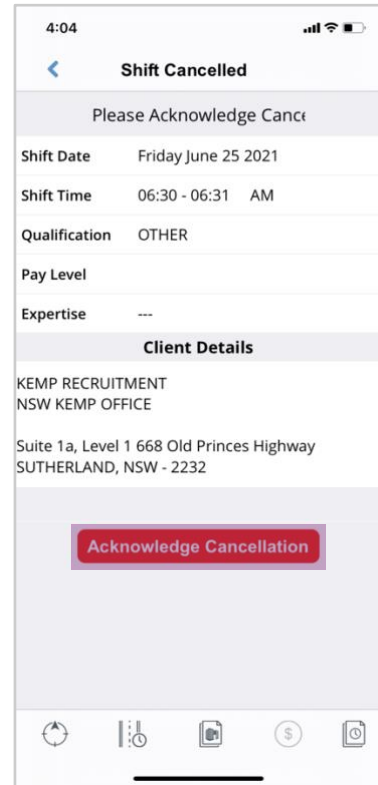 4:04
Shift Cancelled
Please Acknowledge Cance
Shift Date Friday June 25 2021
Shift Time 06:30 - 06:31 AM
Qualification OTHER
Pay Level
Expertise ---
Client Details
KEMP RECRUITMENT
NSW KEMP OFFICE
Suite 1a, Level 1 668 Old Princes Highway
SUTHERLAND, NSW - 2232
Acknowledge Cancellation
$